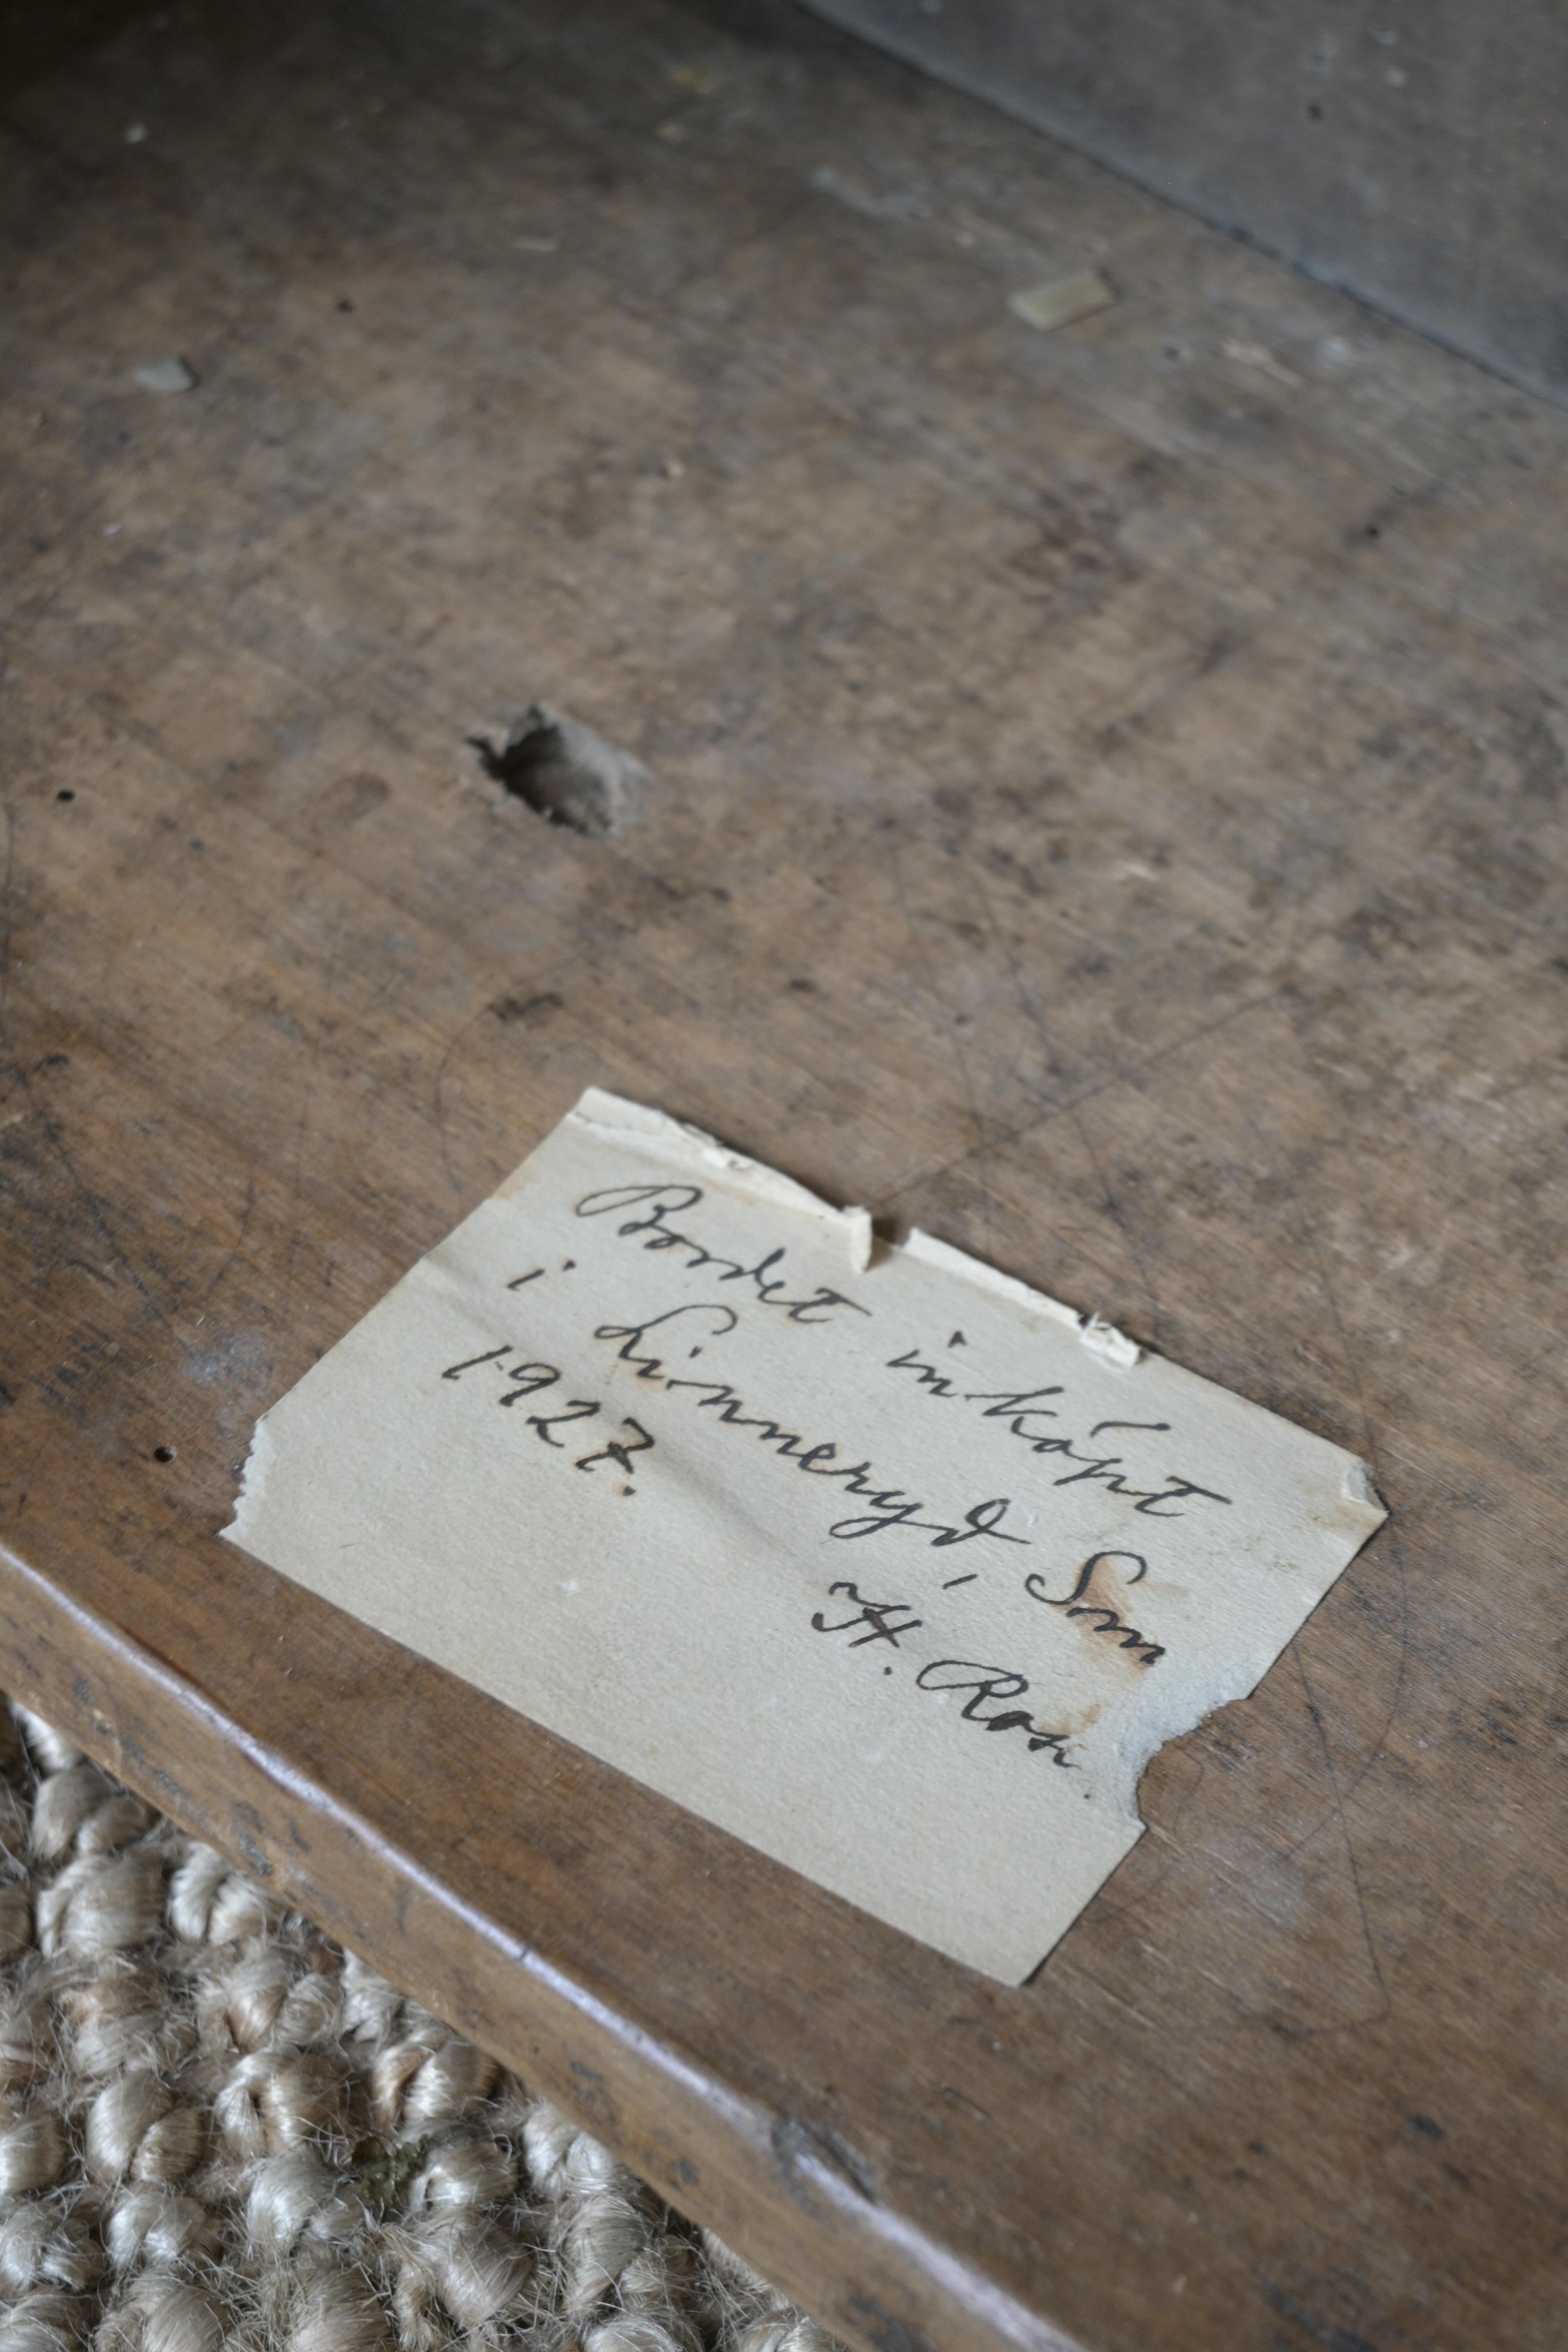 Bordet inköpt
i Linneryd, Sm
1927.
H. Ros